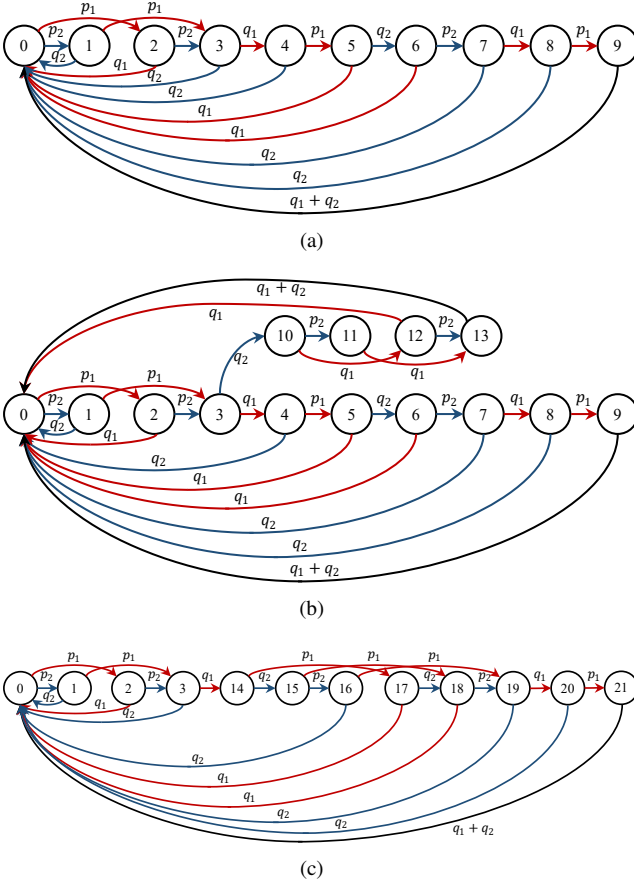 p₁ p₁
0 p₂ 1 2 p₂ 3 q₁ 4 p₁ 5 q₂ 6 p₂ 7 q₁ 8 p₁ 9
q₂ q₁ q₂
q₂
q₁
q₁
q₂
q₂
q₁ + q₂
(a)
q₁ + q₂
q₁
10 p₂ 11 12 p₂ 13
q₂ q₁ q₁
p₁ p₁
0 p₂ 1 2 p₂ 3 q₁ 4 p₁ 5 q₂ 6 p₂ 7 q₁ 8 p₁ 9
q₂ q₁
q₂
q₁
q₁
q₂
q₂
q₁ + q₂
(b)
p₁ p₁ p₁ p₁ p₁
0 p₂ 1 2 p₂ 3 q₁ 14 q₂ 15 p₂ 16 17 q₂ 18 p₂ 19 q₁ 20 p₁ 21
q₂ q₁ q₂
q₂
q₁
q₁
q₂
q₂
q₁ + q₂
(c)